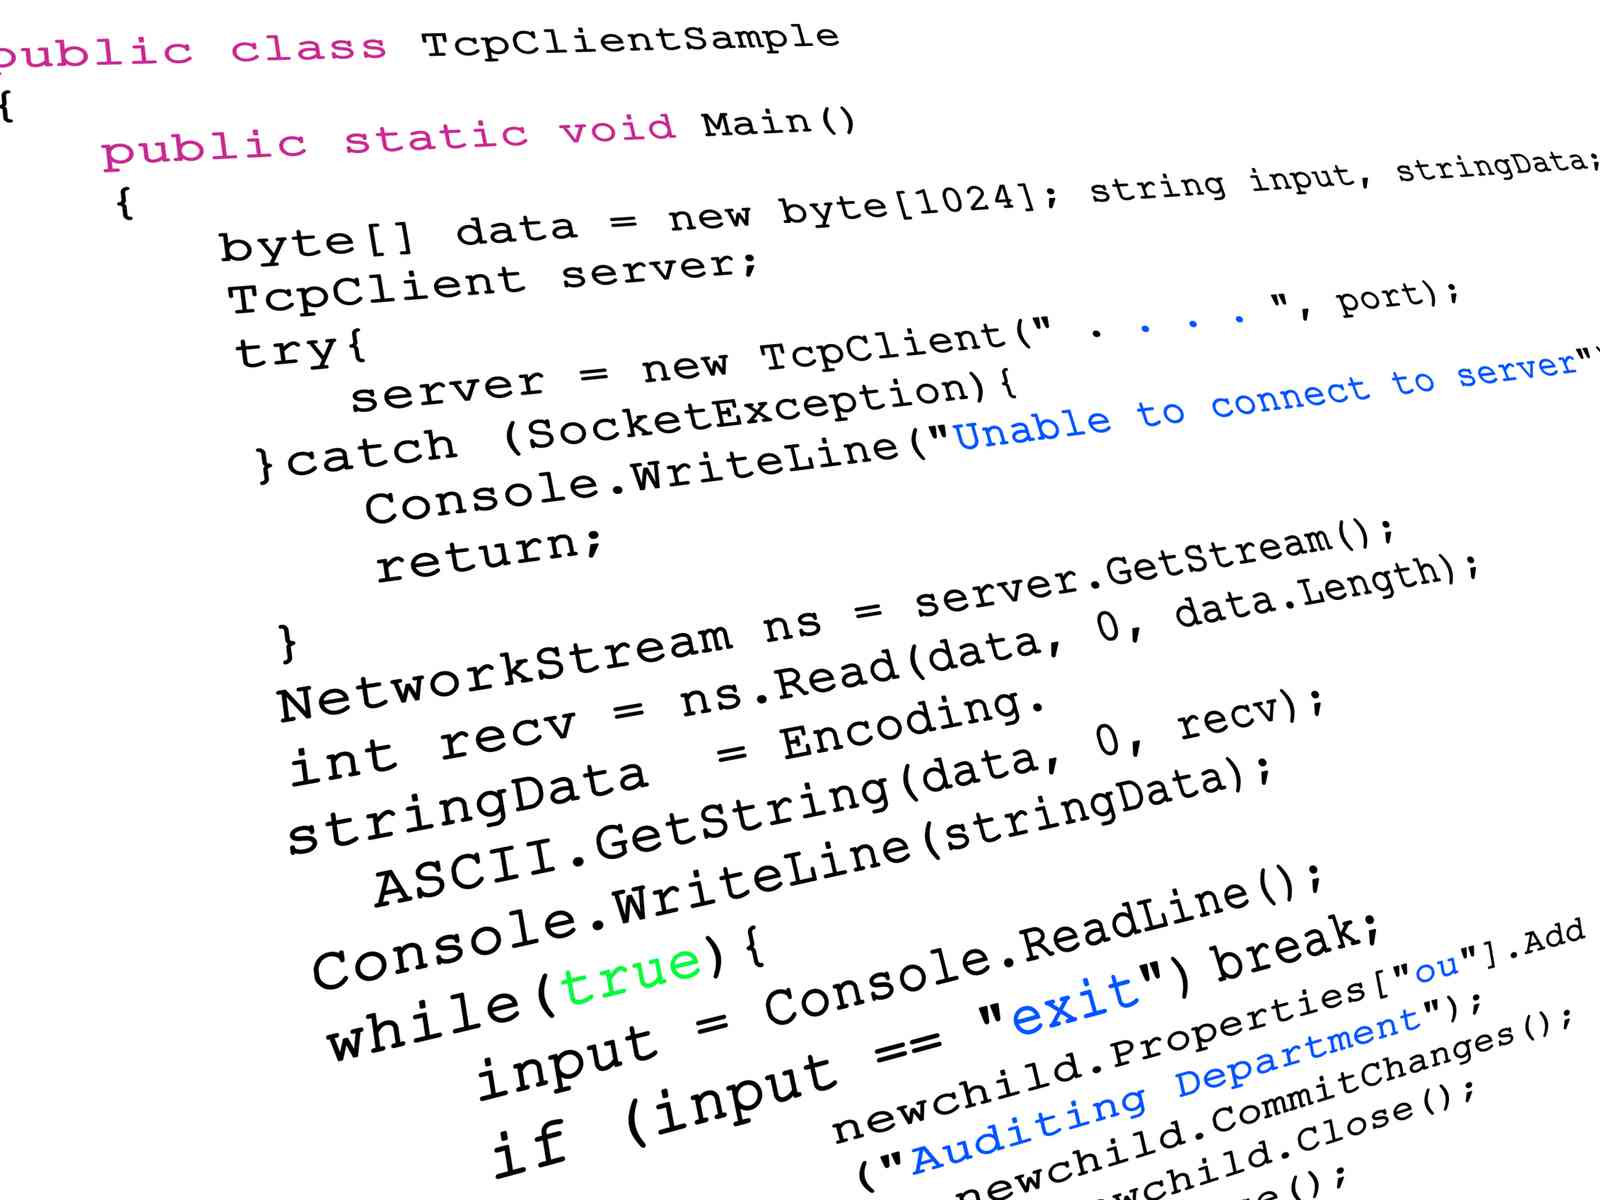 public class TcpClientSample
{
public static void Main()
{
byte[] data = new byte[1024]; string input, stringData;
TcpClient server;
try{
server = new TcpClient(" . . . . ", port);
}catch (SocketException){
Console.WriteLine("Unable to connect to server"
return;
}
NetworkStream ns = server.GetStream();
int recv = ns.Read(data, 0, data.Length);
stringData = Encoding.
ASCII.GetString(data, 0, recv);
Console.WriteLine(stringData);
while(true){
input = Console.ReadLine();
if (input == "exit") break;
newchild.Properties["ou"].Add
("Auditing Department");
newchild.CommitChanges();
wchild.Close();
();